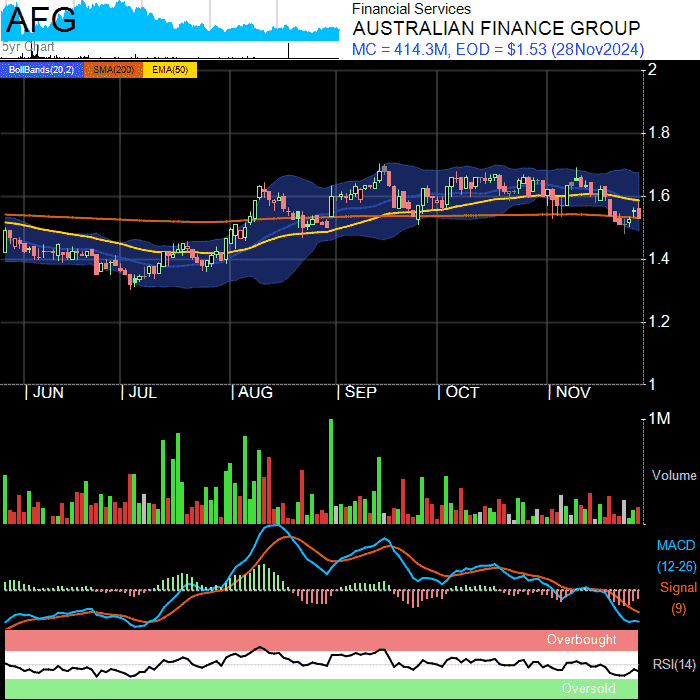 AFG
5yr Chart
Financial Services
AUSTRALIAN FINANCE GROUP
MC = 414.3M, EOD = $1.53 (28Nov2024)
BollBands(20,2) SMA(200) EMA(50)
2
1.8
1.6
1.4
1.2
1
JUN JUL AUG SEP OCT NOV
1M
Volume
MACD
(12-26)
Signal
(9)
Overbought
RSI(14)
Oversold